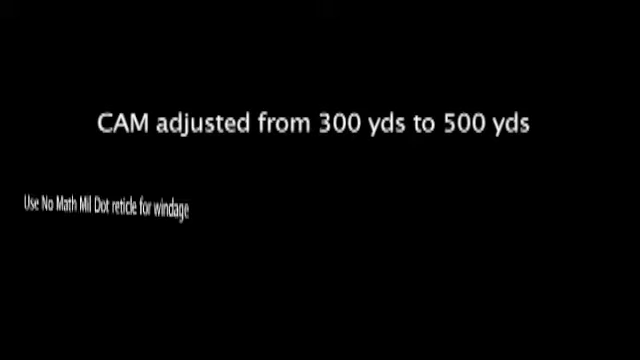 CAM adjusted from 300 yds to 500 yds
Use No Math Mil Dot reticle for windage